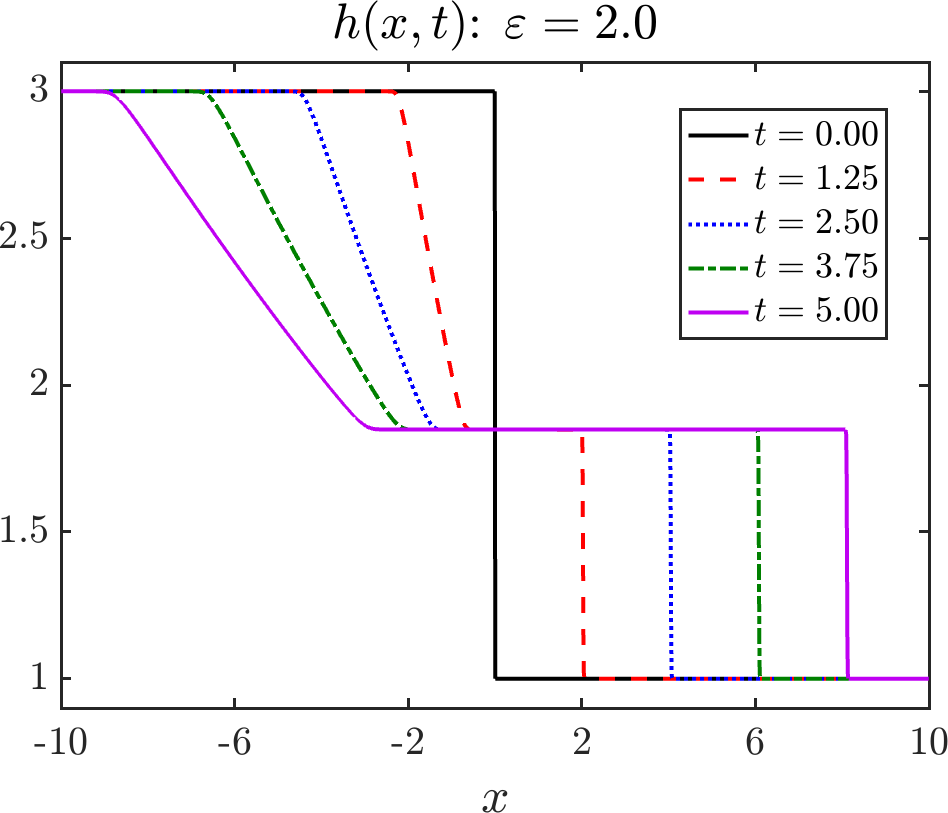 h(x, t): ε = 2.0
3
2.5
2
1.5
1
t = 0.00
t = 1.25
t = 2.50
t = 3.75
t = 5.00
-10 -6 -2 2 6 10
x